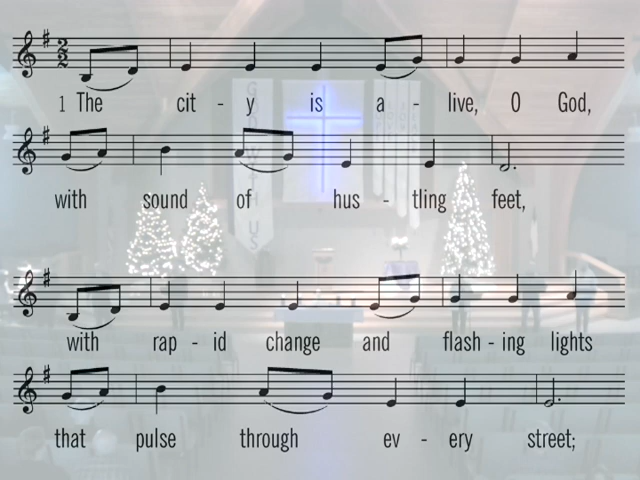 1 The cit - y is a - live, O God,
with sound of hus - tling feet,
with rap - id change and flash - ing lights
that pulse through ev - ery street;